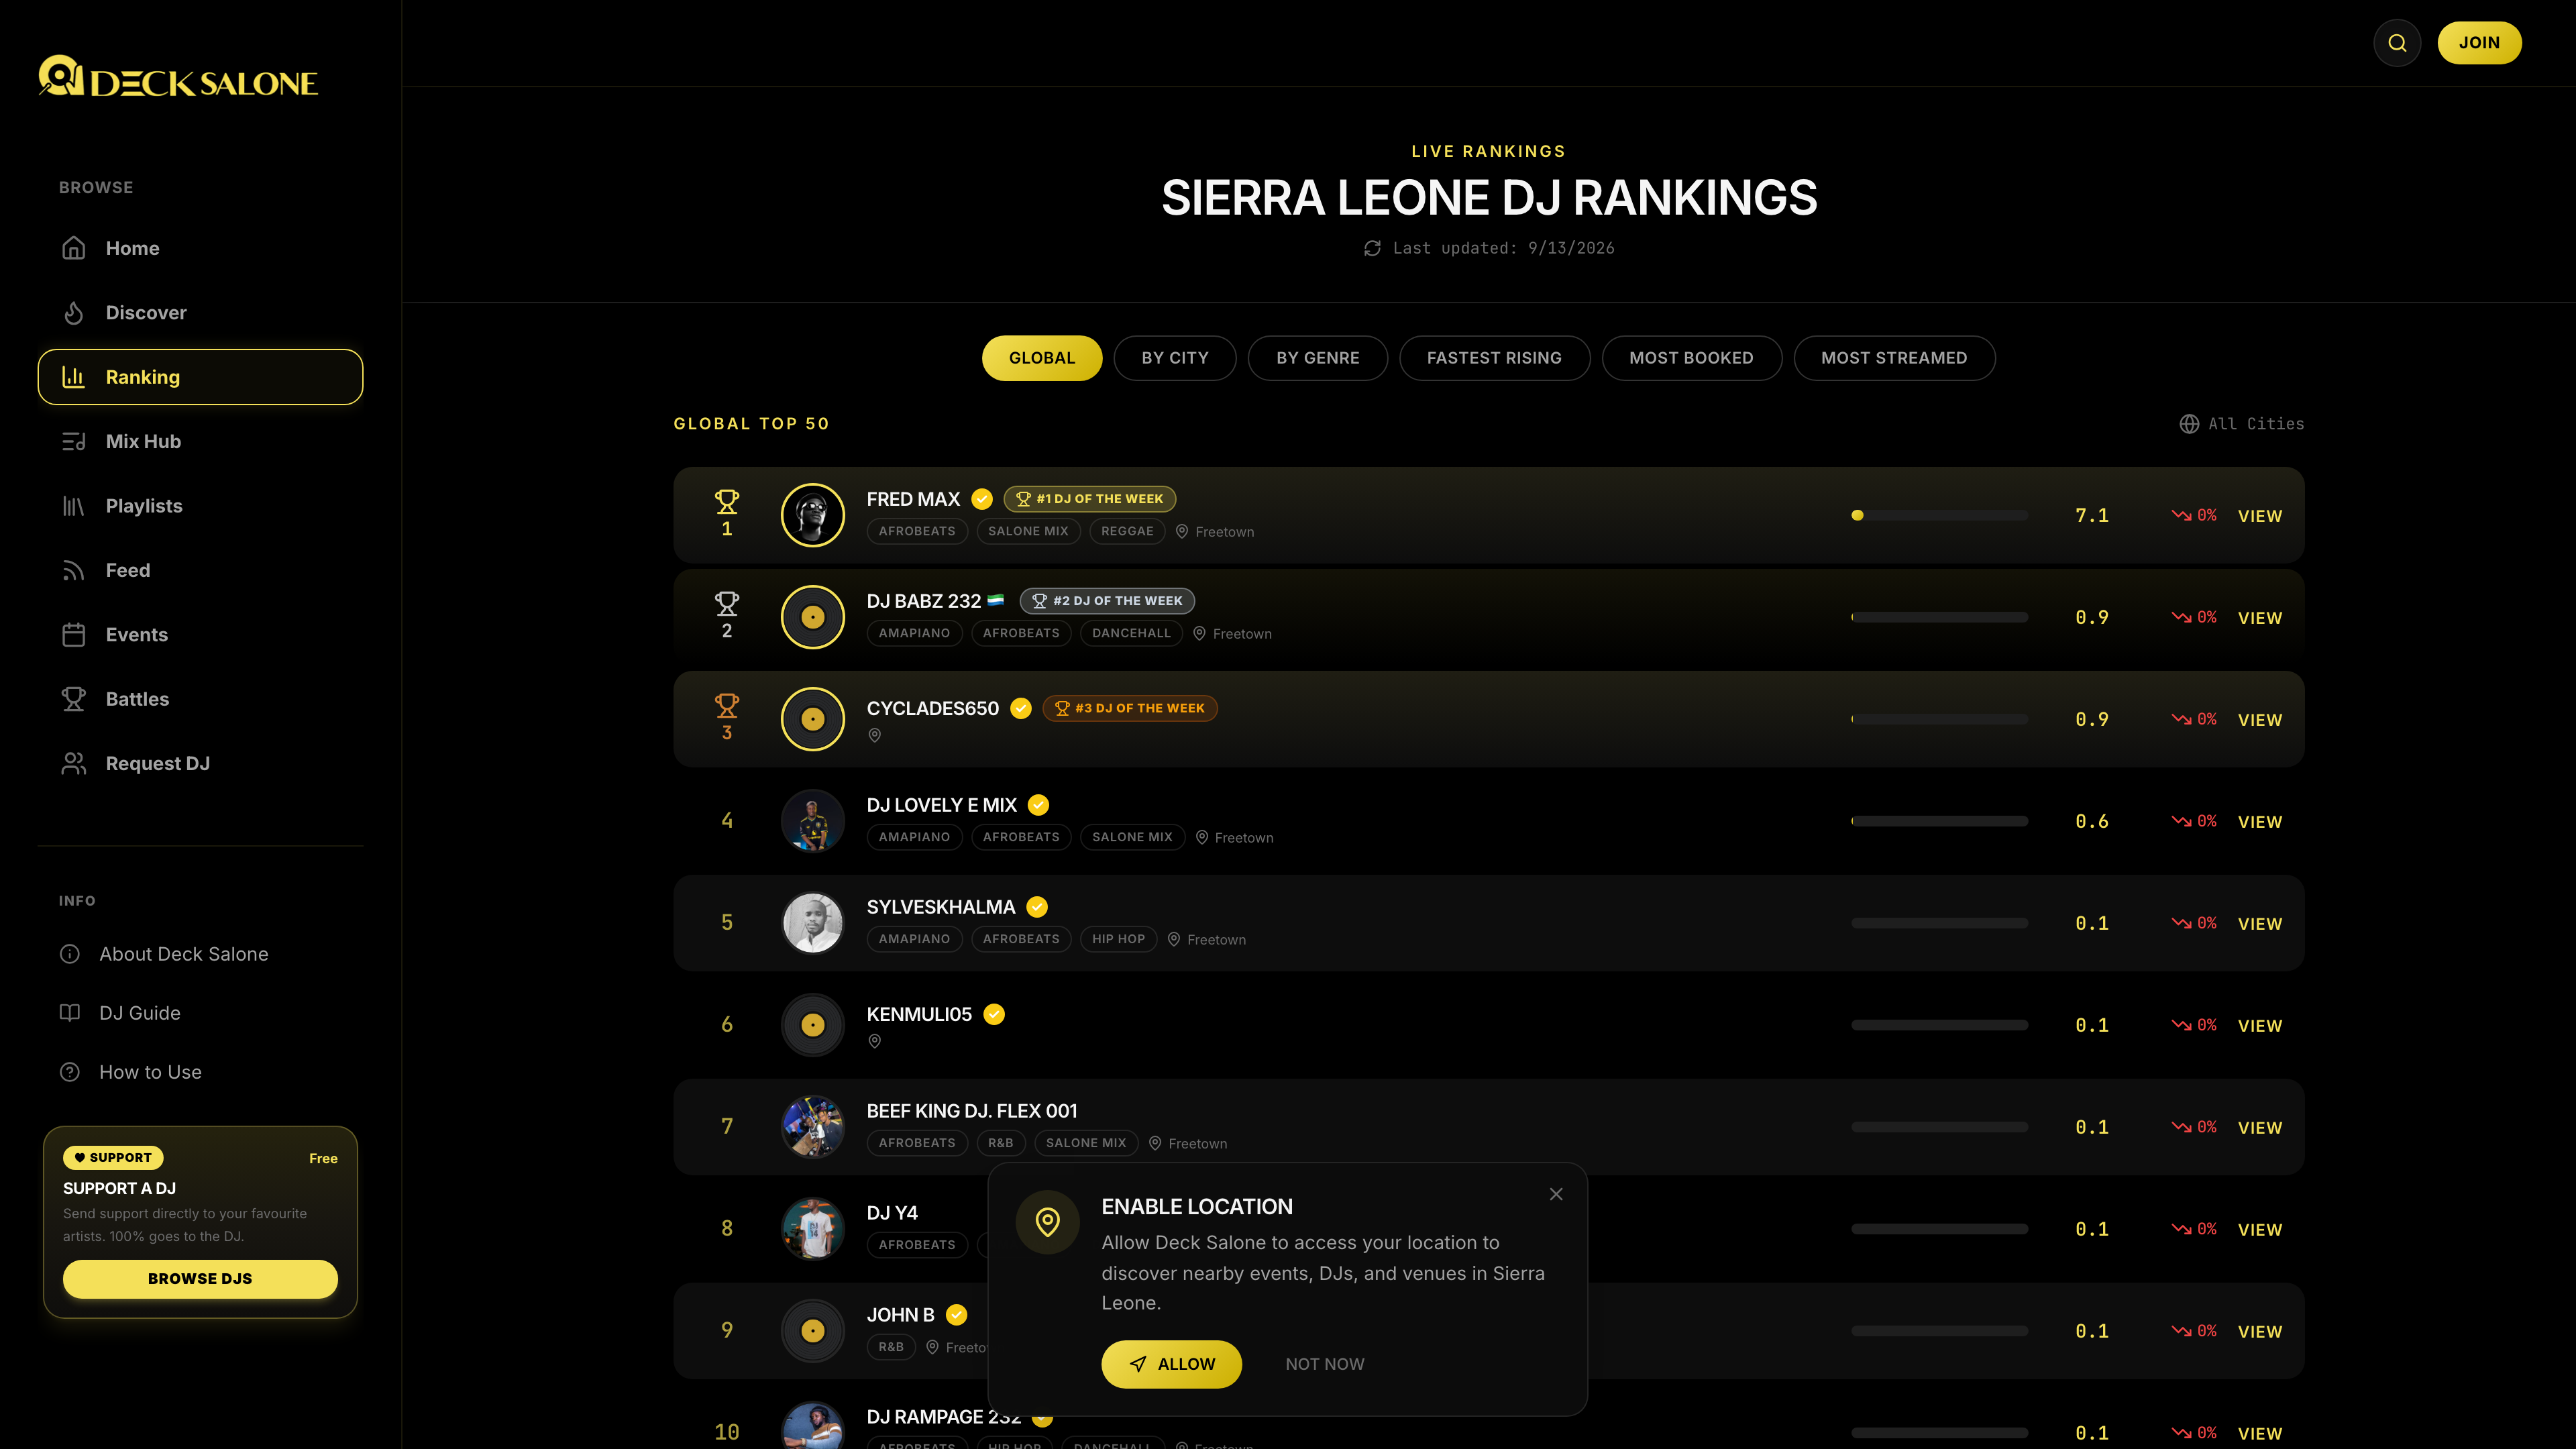 DECK SALONE
JOIN
BROWSE
Home
Discover
Ranking
Mix Hub
Playlists
Feed
Events
Battles
Request DJ
INFO
About Deck Salone
DJ Guide
How to Use
SUPPORT
Free
SUPPORT A DJ
Send support directly to your favourite
artists. 100% goes to the DJ.
BROWSE DJS
LIVE RANKINGS
SIERRA LEONE DJ RANKINGS
Last updated: 9/13/2026
GLOBAL
BY CITY
BY GENRE
FASTEST RISING
MOST BOOKED
MOST STREAMED
GLOBAL TOP 50
All Cities
1
FRED MAX
#1 DJ OF THE WEEK
AFROBEATS
SALONE MIX
REGGAE
Freetown
7.1
0%
VIEW
2
DJ BABZ 232
#2 DJ OF THE WEEK
AMAPIANO
AFROBEATS
DANCEHALL
Freetown
0.9
0%
VIEW
3
CYCLADES650
#3 DJ OF THE WEEK
0.9
0%
VIEW
4
DJ LOVELY E MIX
AMAPIANO
AFROBEATS
SALONE MIX
Freetown
0.6
0%
VIEW
5
SYLVESKHALMA
AMAPIANO
AFROBEATS
HIP HOP
Freetown
0.1
0%
VIEW
6
KENMULI05
0.1
0%
VIEW
7
BEEF KING DJ. FLEX 001
AFROBEATS
R&B
SALONE MIX
Freetown
0.1
0%
VIEW
8
DJ Y4
AFROBEATS
0.1
0%
VIEW
9
JOHN B
R&B
Freeto
0.1
0%
VIEW
10
DJ RAMPAGE 232
AFROBEATS
HIP HOP
DANCEHALL
Freetown
0.1
0%
VIEW
ENABLE LOCATION
Allow Deck Salone to access your location to
discover nearby events, DJs, and venues in Sierra
Leone.
ALLOW
NOT NOW